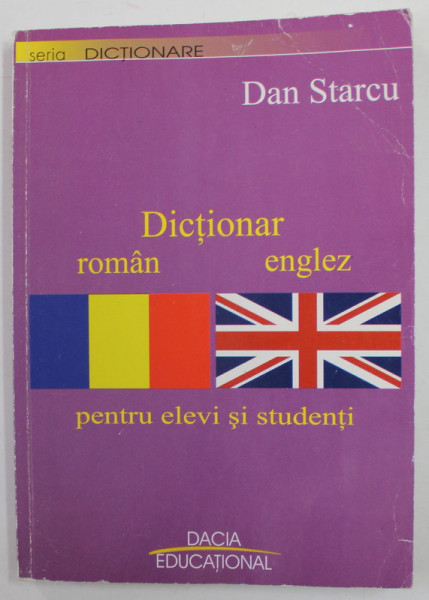 seria DICȚIONARE
Dan Starcu
Dicționar
român englez
pentru elevi și studenți
DACIA
EDUCAȚIONAL